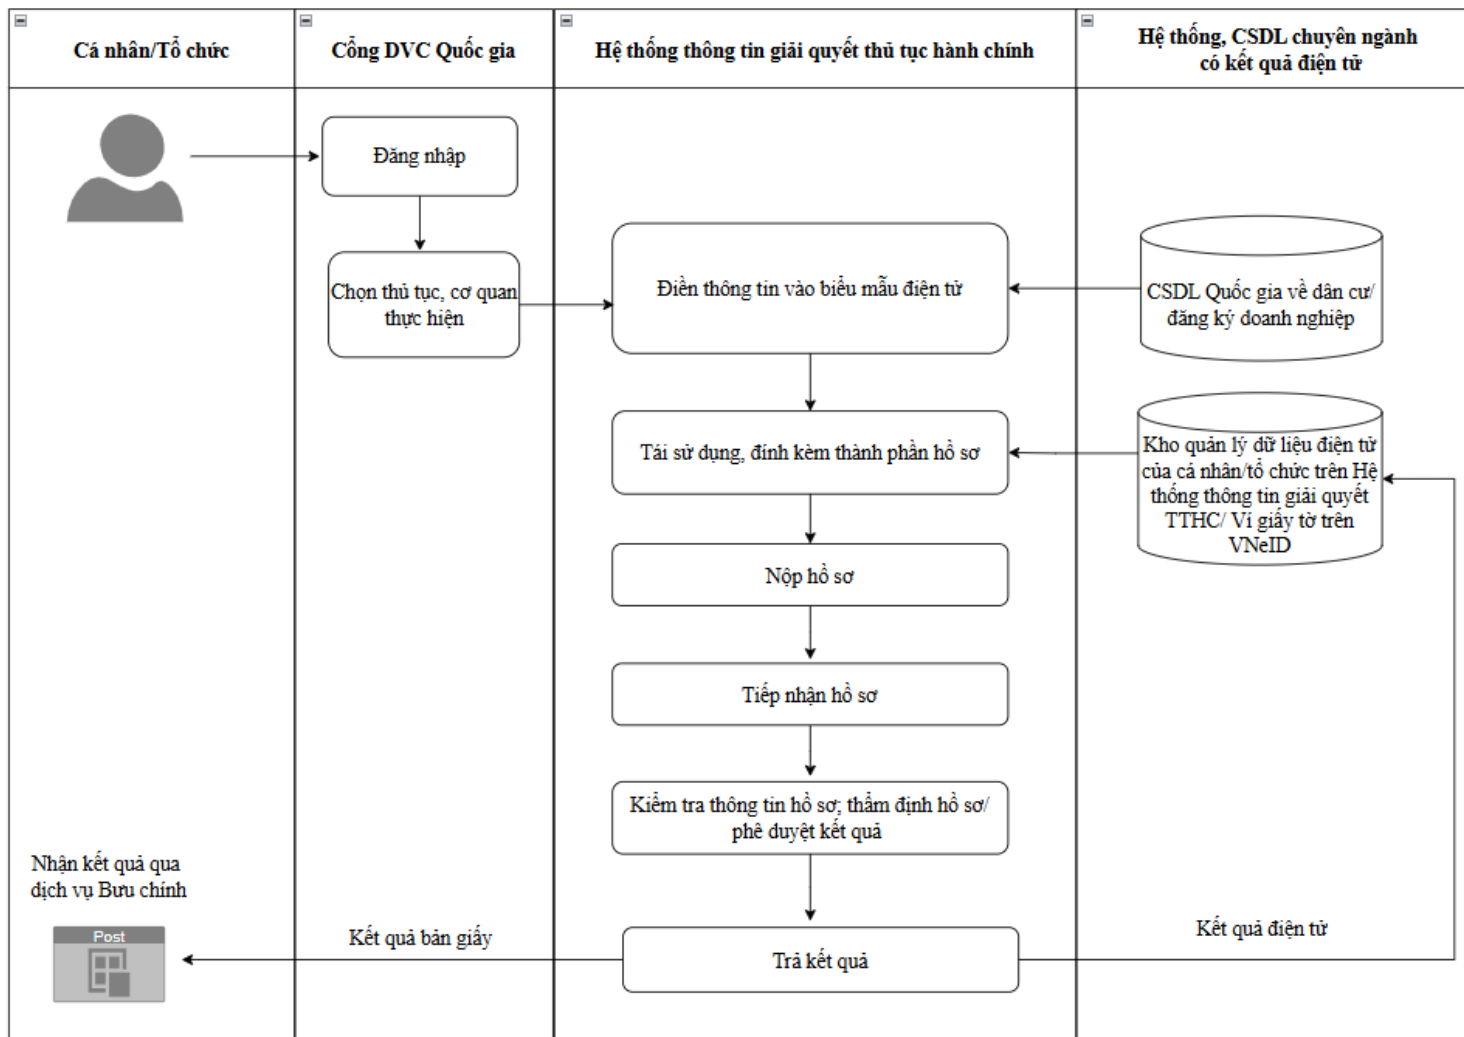 Cá nhân/Tổ chức
Cổng DVC Quốc gia
Hệ thống thông tin giải quyết thủ tục hành chính
Hệ thống, CSDL chuyên ngành
có kết quả điện tử
Đăng nhập
Chọn thủ tục, cơ quan
thực hiện
Điền thông tin vào biểu mẫu điện tử
CSDL Quốc gia về dân cư/
đăng ký doanh nghiệp
Tái sử dụng, đính kèm thành phần hồ sơ
Kho quản lý dữ liệu điện tử
của cá nhân/tổ chức trên Hệ
thống thông tin giải quyết
TTHC/ Ví giấy tờ trên
VNeID
Nộp hồ sơ
Tiếp nhận hồ sơ
Kiểm tra thông tin hồ sơ; thẩm định hồ sơ/
phê duyệt kết quả
Nhận kết quả qua
dịch vụ Bưu chính
Post
Kết quả bản giấy
Trả kết quả
Kết quả điện tử